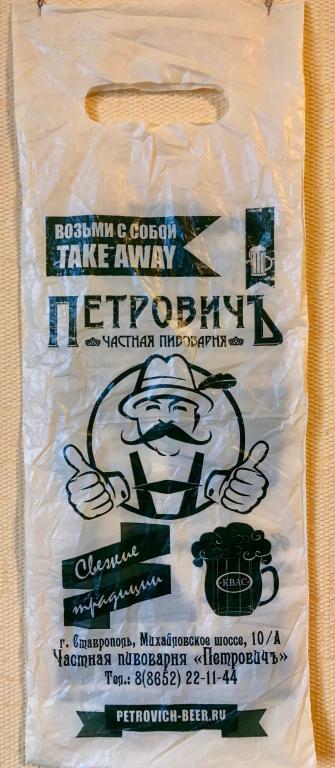 ВОЗЬМИ С СОБОЙ
TAKE AWAY
ПЕТРОВИЧЪ
ЧАСТНАЯ ПИВОВАРНЯ
Свежие
традиции
КВАС
г. Ставрополь, Михайловское шоссе, 10/А
Частная пивоварня «Петровичъ»
Тел.: 8(8652) 22-11-44
PETROVICH-BEER.RU